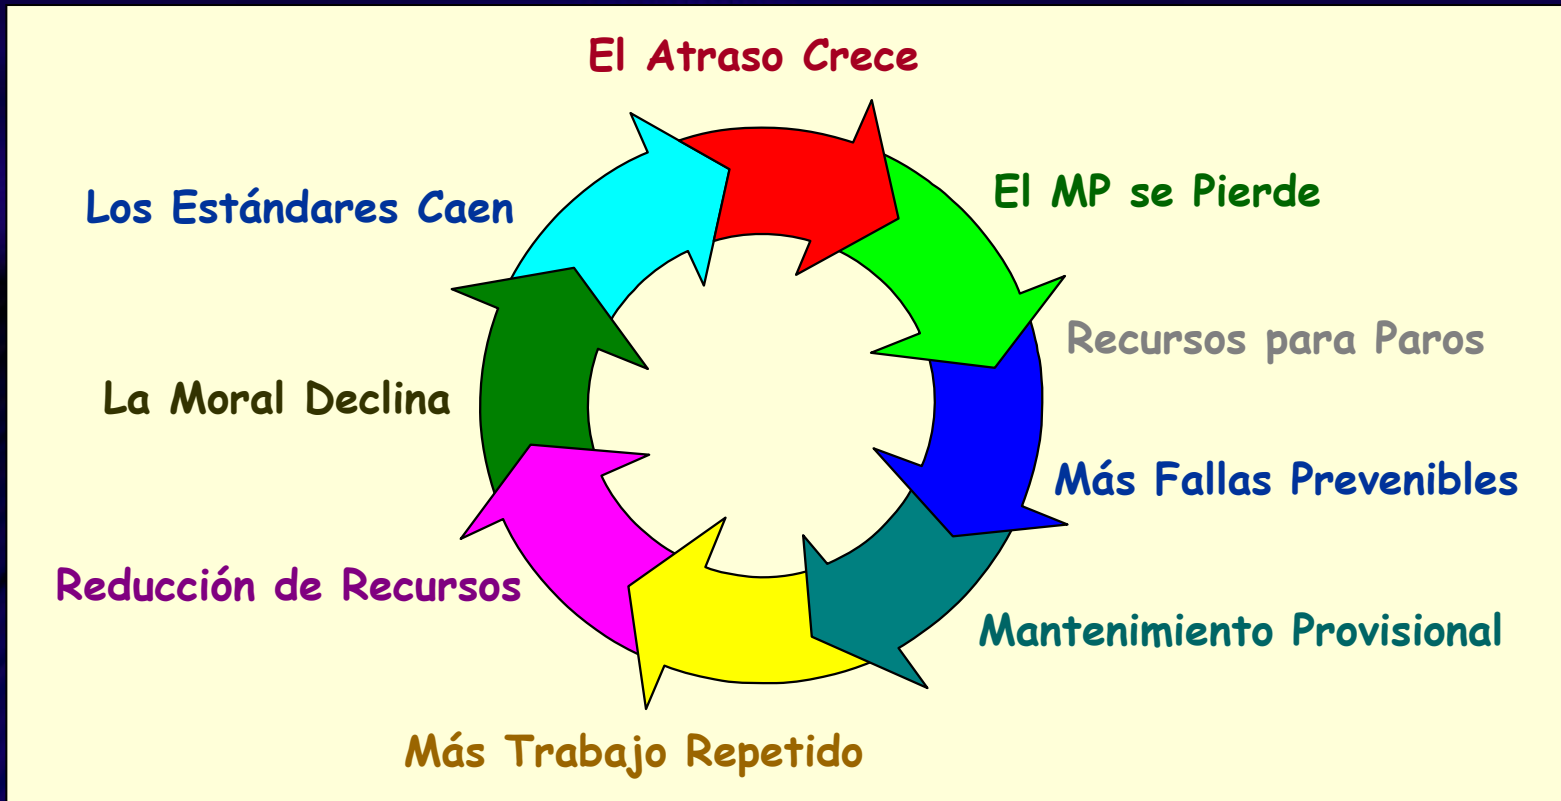 El Atraso Crece
El MP se Pierde
Recursos para Paros
Más Fallas Prevenibles
Mantenimiento Provisional
Más Trabajo Repetido
Reducción de Recursos
La Moral Declina
Los Estándares Caen